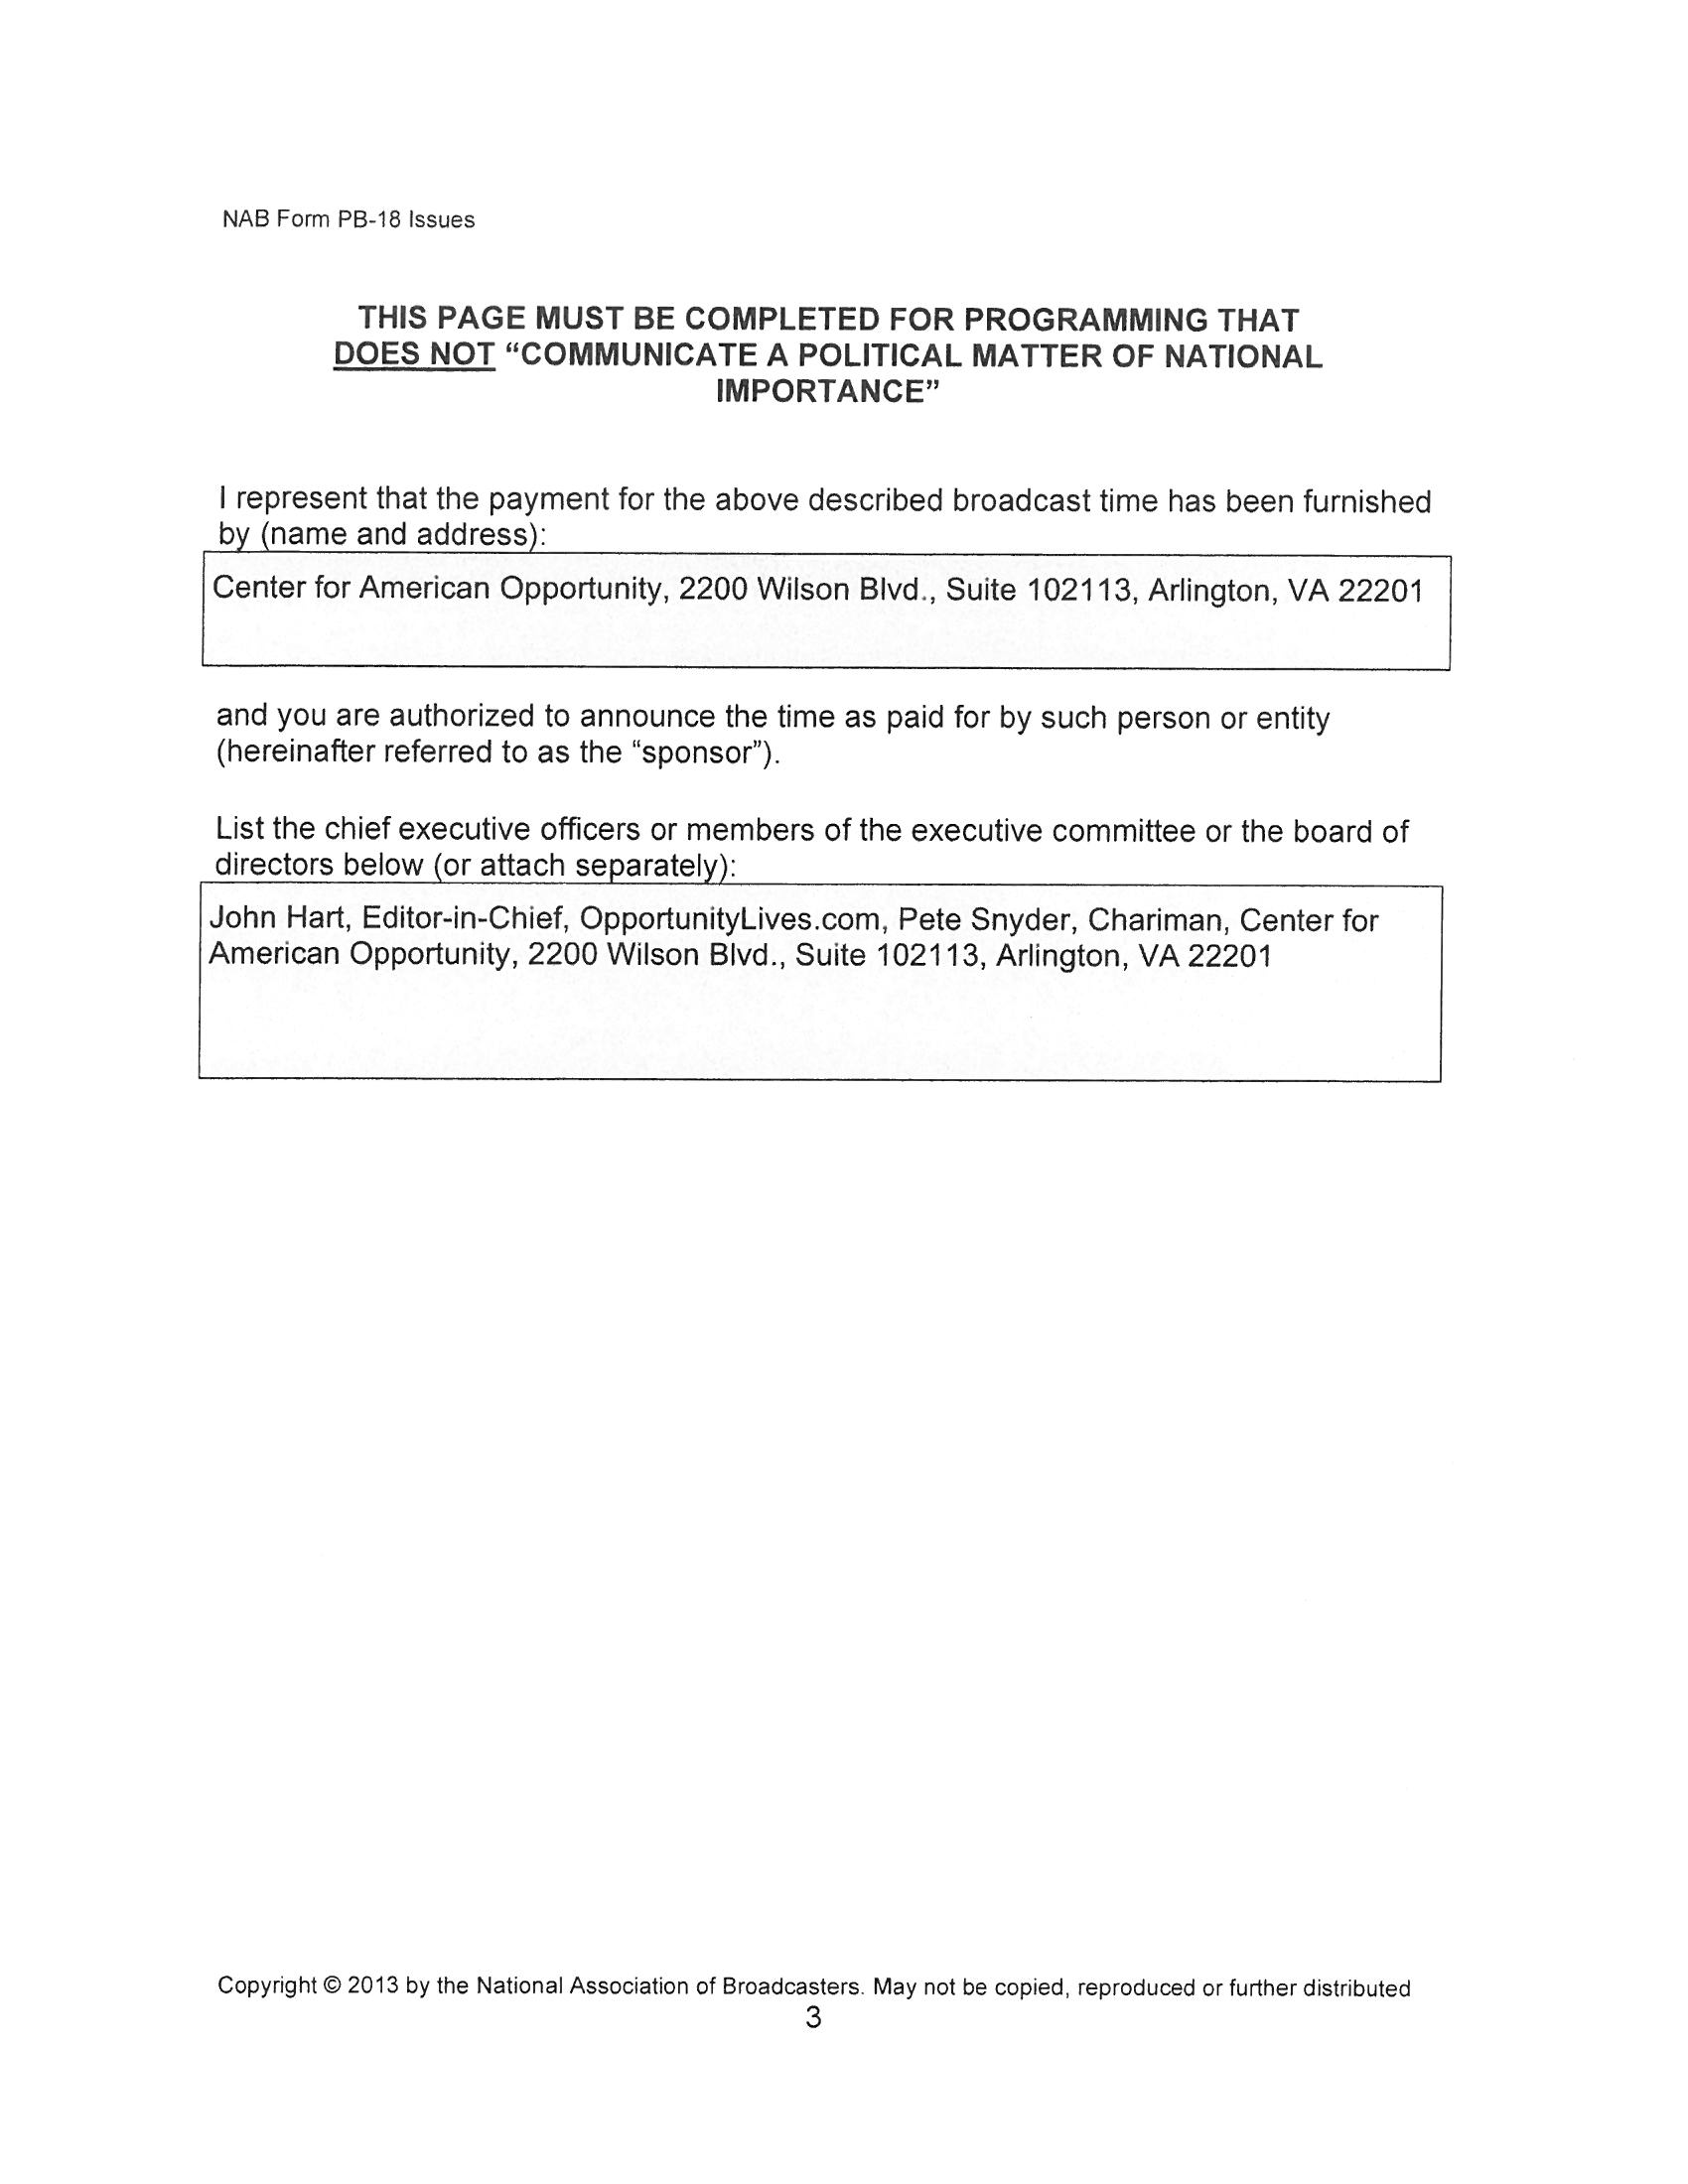 NAB Form PB-18 Issues
THIS PAGE MUST BE COMPLETED FOR PROGRAMMING THAT
DOES NOT “COMMUNICATE A POLITICAL MATTER OF NATIONAL
IMPORTANCE”
I represent that the payment for the above described broadcast time has been furnished
by (name and address):
Center for American Opportunity, 2200 Wilson Blvd., Suite 102113, Arlington, VA 22201
and you are authorized to announce the time as paid for by such person or entity
(hereinafter referred to as the “sponsor”).
List the chief executive officers or members of the executive committee or the board of
directors below (or attach separately):
John Hart, Editor-in-Chief, OpportunityLives.com, Pete Snyder, Chariman, Center for
American Opportunity, 2200 Wilson Blvd., Suite 102113, Arlington, VA 22201
Copyright © 2013 by the National Association of Broadcasters. May not be copied, reproduced or further distributed
3